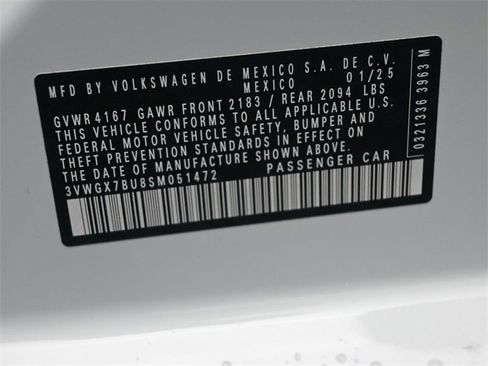 MFD BY VOLKSWAGEN DE MEXICO S.A. DE C.V.
MEXICO 01/25
GVWR 4167 GAWR FRONT 2183 / REAR 2094 LBS
THIS VEHICLE CONFORMS TO ALL APPLICABLE U.S.
FEDERAL MOTOR VEHICLE SAFETY, BUMPER AND
THEFT PREVENTION STANDARDS IN EFFECT ON
THE DATE OF MANUFACTURE SHOWN ABOVE.
3VWGX7BU8SM051472 PASSENGER CAR
0321336 3963 M